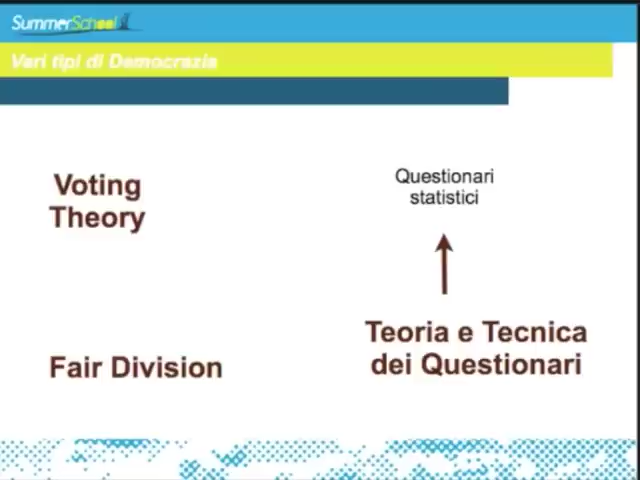 SummerSchool
Vari tipi di Democrazia
Voting
Theory
Questionari
statistici
Teoria e Tecnica
dei Questionari
Fair Division